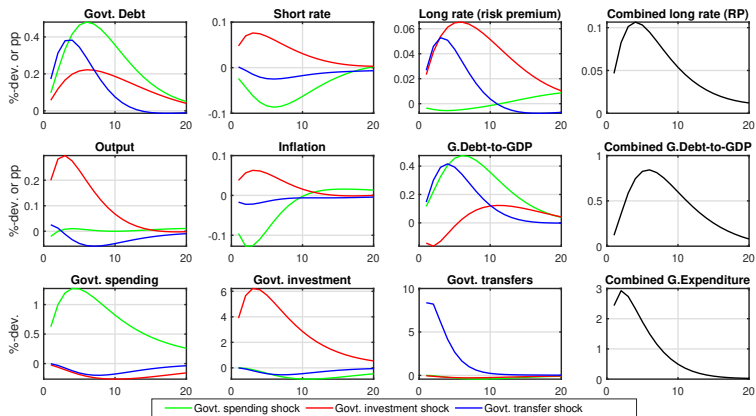 Govt. Debt
Short rate
Long rate (risk premium)
Combined long rate (RP)
%-dev. or pp
0
0.2
0.4
0 10 20
-0.1
0
0.1
0 10 20
0
0.02
0.04
0.06
0 10 20
0
0.05
0.1
0 10 20
Output
Inflation
G.Debt-to-GDP
Combined G.Debt-to-GDP
%-dev. or pp
0
0.1
0.2
0 10 20
-0.1
0
0.1
0 10 20
0
0.2
0.4
0 10 20
0
0.5
1
0 10 20
Govt. spending
Govt. investment
Govt. transfers
Combined G.Expenditure
%-dev.
0
0.5
1
0 10 20
0
2
4
6
0 10 20
0
5
10
0 10 20
0
1
2
3
0 10 20
Govt. spending shock Govt. investment shock Govt. transfer shock